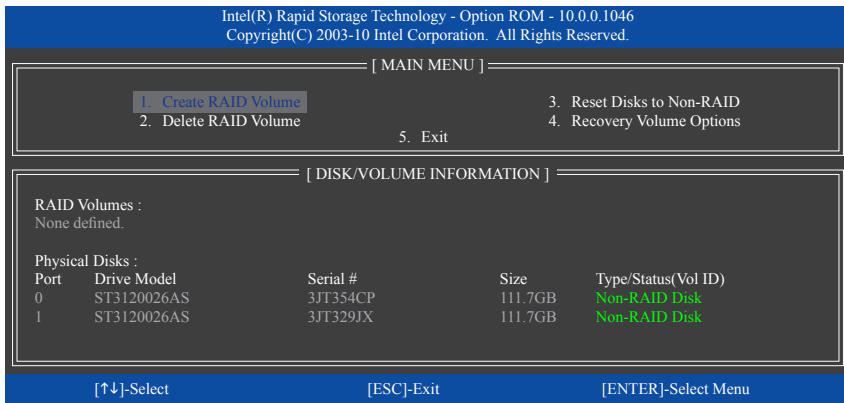 Intel(R) Rapid Storage Technology - Option ROM - 10.0.0.1046
Copyright(C) 2003-10 Intel Corporation. All Rights Reserved.
[ MAIN MENU ]
1. Create RAID Volume 3. Reset Disks to Non-RAID
2. Delete RAID Volume 4. Recovery Volume Options
5. Exit
[ DISK/VOLUME INFORMATION ]
RAID Volumes :
None defined.
Physical Disks :
Port Drive Model Serial # Size Type/Status(Vol ID)
0 ST3120026AS 3JT354CP 111.7GB Non-RAID Disk
1 ST3120026AS 3JT329JX 111.7GB Non-RAID Disk
[↑↓]-Select [ESC]-Exit [ENTER]-Select Menu